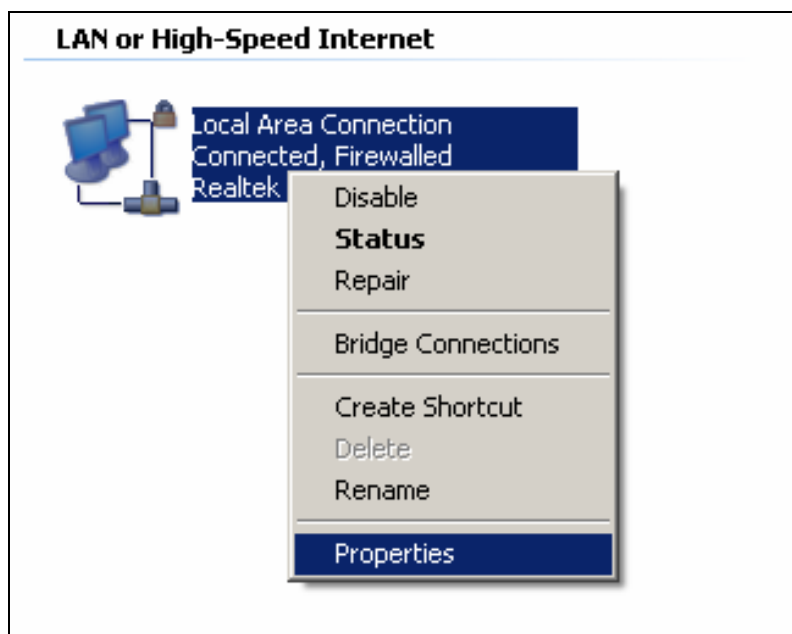 LAN or High-Speed Internet
Local Area Connection
Connected, Firewalled
Realtek
Disable
Status
Repair
Bridge Connections
Create Shortcut
Delete
Rename
Properties